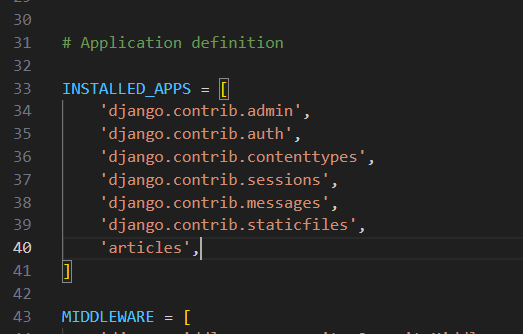 30
31 # Application definition
32
33 INSTALLED_APPS = [
34 'django.contrib.admin',
35 'django.contrib.auth',
36 'django.contrib.contenttypes',
37 'django.contrib.sessions',
38 'django.contrib.messages',
39 'django.contrib.staticfiles',
40 'articles',
41 ]
42
43 MIDDLEWARE = [